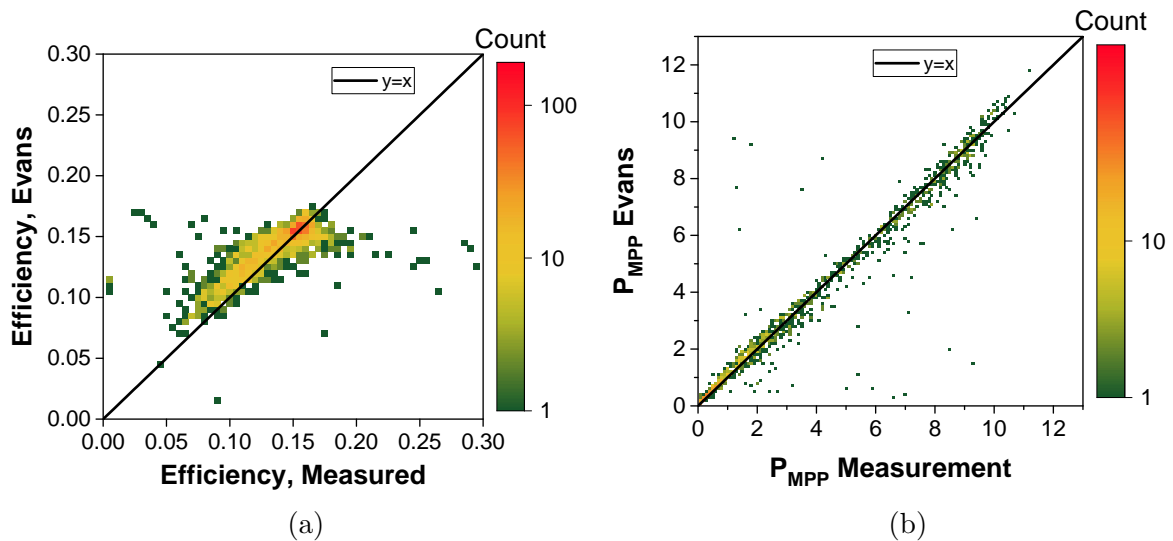 Count
0.30
0.25
0.20
0.15
0.10
0.05
0.00
0.00 0.05 0.10 0.15 0.20 0.25 0.30
Efficiency, Evans
Efficiency, Measured
y=x
100
10
1
(a)
Count
12
10
8
6
4
2
0
0 2 4 6 8 10 12
P_MPP Evans
P_MPP Measurement
y=x
10
1
(b)